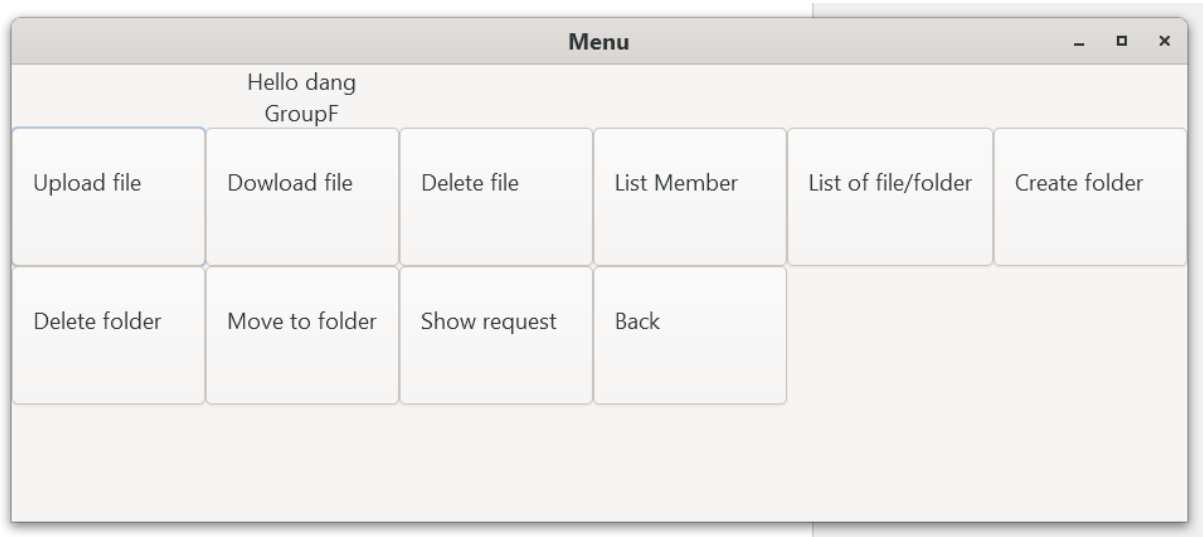 Menu
Hello dang
GroupF
Upload file
Dowload file
Delete file
List Member
List of file/folder
Create folder
Delete folder
Move to folder
Show request
Back